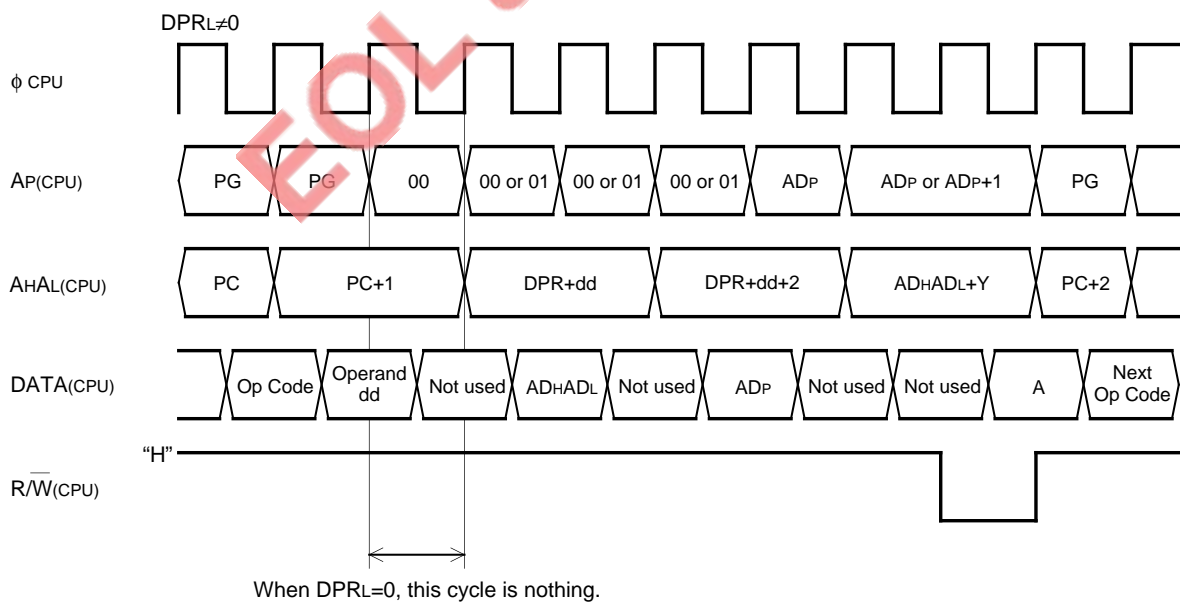 DPRL≠0
EOL
φ CPU
AP(CPU) PG PG 00 00 or 01 00 or 01 00 or 01 ADP ADP or ADP+1 PG
AHAL(CPU) PC PC+1 DPR+dd DPR+dd+2 ADHADL+Y PC+2
DATA(CPU) Op Code Operand dd Not used ADHADL Not used ADP Not used Not used A Next Op Code
"H"
R/W̅(CPU)
When DPRL=0, this cycle is nothing.